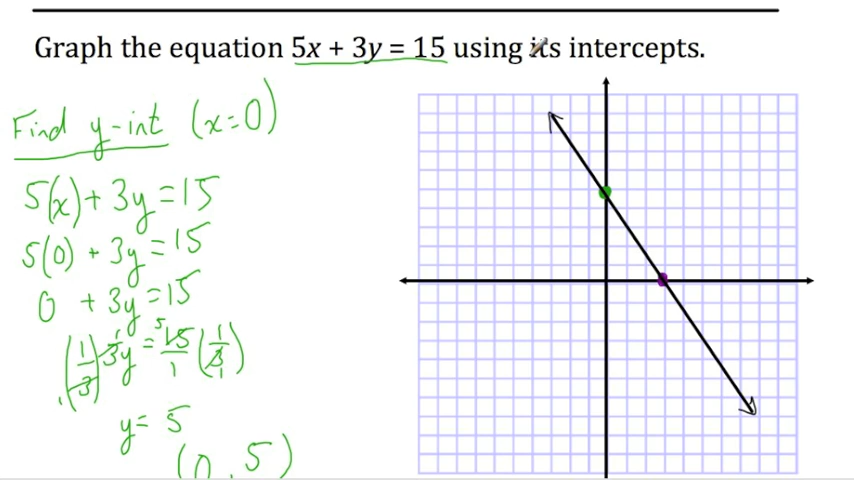 Graph the equation 5x + 3y = 15 using its intercepts.
Find y-int (x=0)
5(x) + 3y = 15
5(0) + 3y = 15
0 + 3y = 15
(1/3) 3y = 15/1 (1/3)
y = 5
(0, 5)